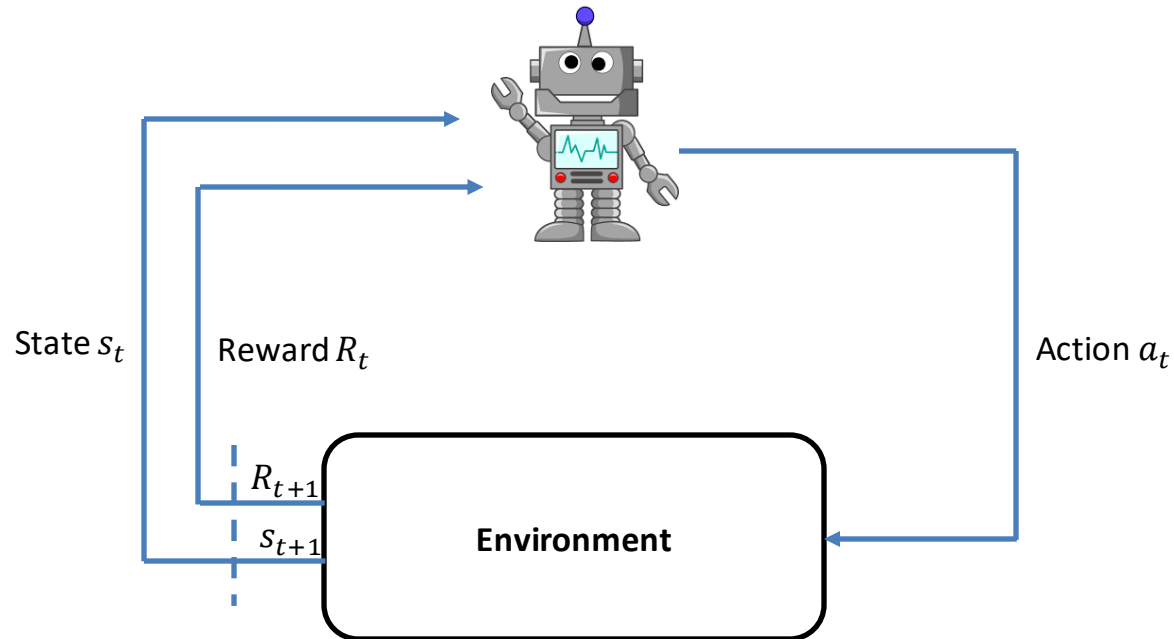 State s_t
Reward R_t
Action a_t
R_{t+1}
s_{t+1}
Environment